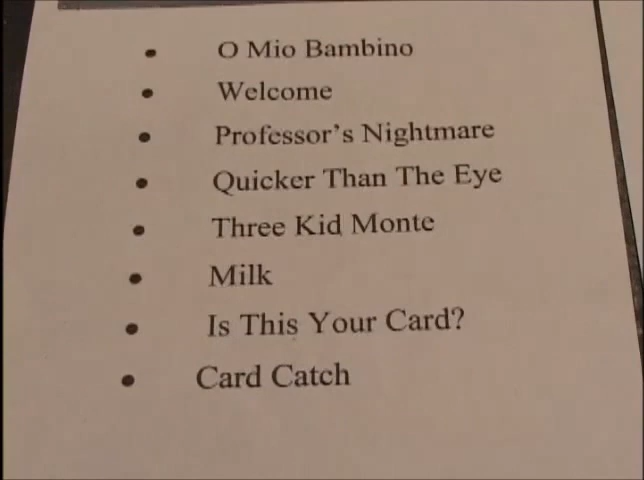 • O Mio Bambino
• Welcome
• Professor's Nightmare
• Quicker Than The Eye
• Three Kid Monte
• Milk
• Is This Your Card?
• Card Catch